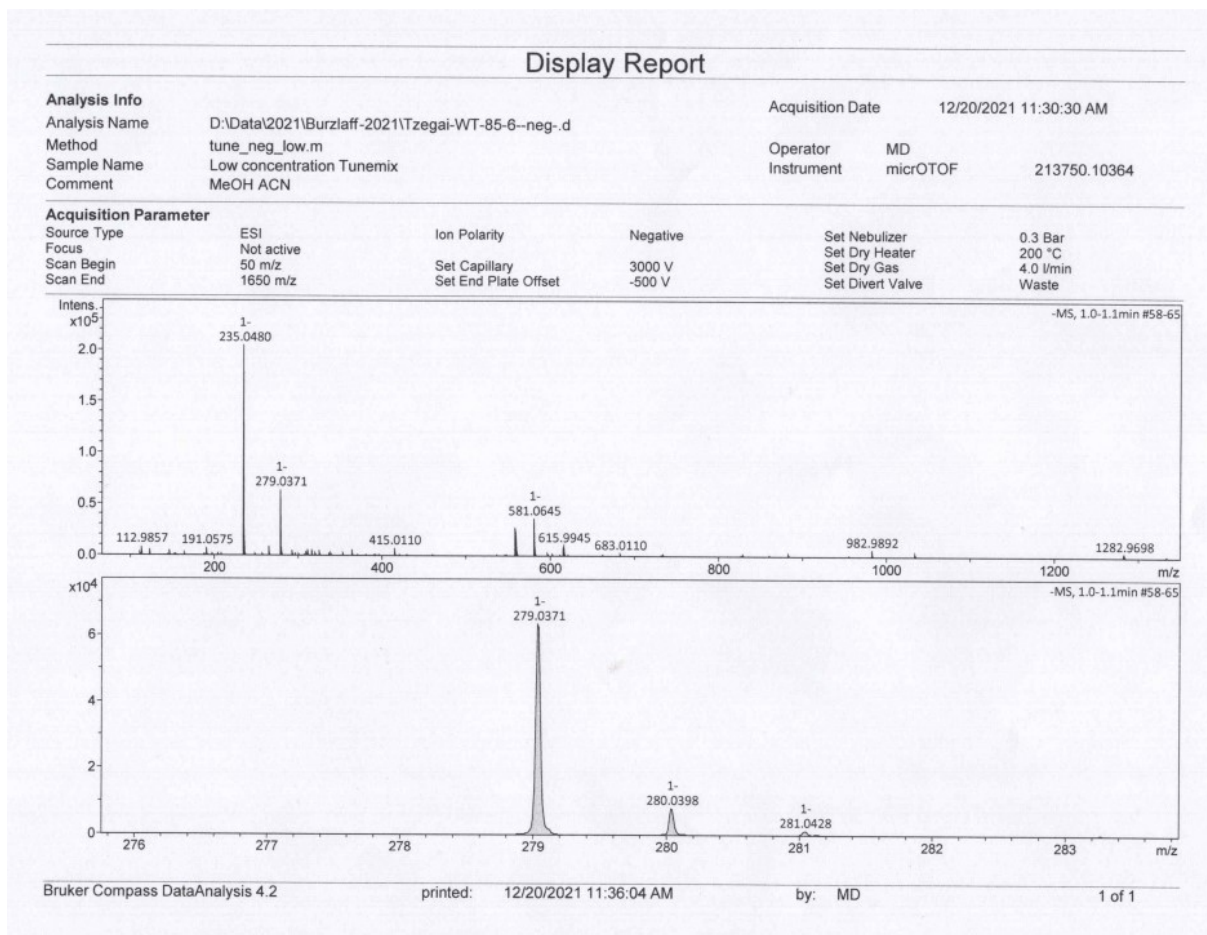 Display Report
Analysis Info
Acquisition Date 12/20/2021 11:30:30 AM
Analysis Name D:\Data\2021\Burzlaff-2021\Tzegai-WT-85-6--neg-.d
Method tune_neg_low.m
Operator MD
Sample Name Low concentration Tunemix
Instrument micrOTOF 213750.10364
Comment MeOH ACN
Acquisition Parameter
Source Type ESI Ion Polarity Negative Set Nebulizer 0.3 Bar
Focus Not active Set Dry Heater 200 °C
Scan Begin 50 m/z Set Capillary 3000 V Set Dry Gas 4.0 l/min
Scan End 1650 m/z Set End Plate Offset -500 V Set Divert Valve Waste
Intens.
x105
-MS, 1.0-1.1min #58-65
1-
235.0480
2.0
1.5
1.0
1-
279.0371
0.5
1-
581.0645
112.9857 191.0575 415.0110 615.9945 683.0110 982.9892 1282.9698
0.0
200 400 600 800 1000 1200 m/z
x104
-MS, 1.0-1.1min #58-65
1-
279.0371
6
4
2
1-
280.0398
1-
281.0428
0
276 277 278 279 280 281 282 283 m/z
Bruker Compass DataAnalysis 4.2 printed: 12/20/2021 11:36:04 AM by: MD 1 of 1